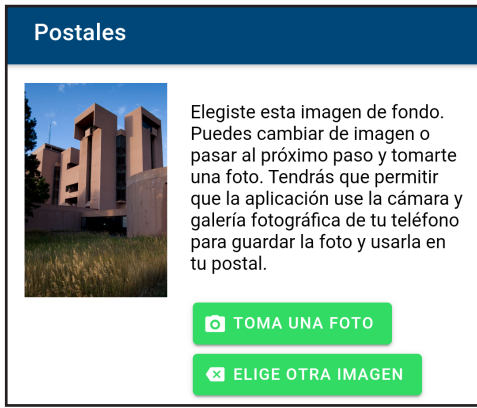 Postales
Elegiste esta imagen de fondo.
Puedes cambiar de imagen o
pasar al próximo paso y tomarte
una foto. Tendrás que permitir
que la aplicación use la cámara y
galería fotográfica de tu teléfono
para guardar la foto y usarla en
tu postal.
TOMA UNA FOTO
ELIGE OTRA IMAGEN